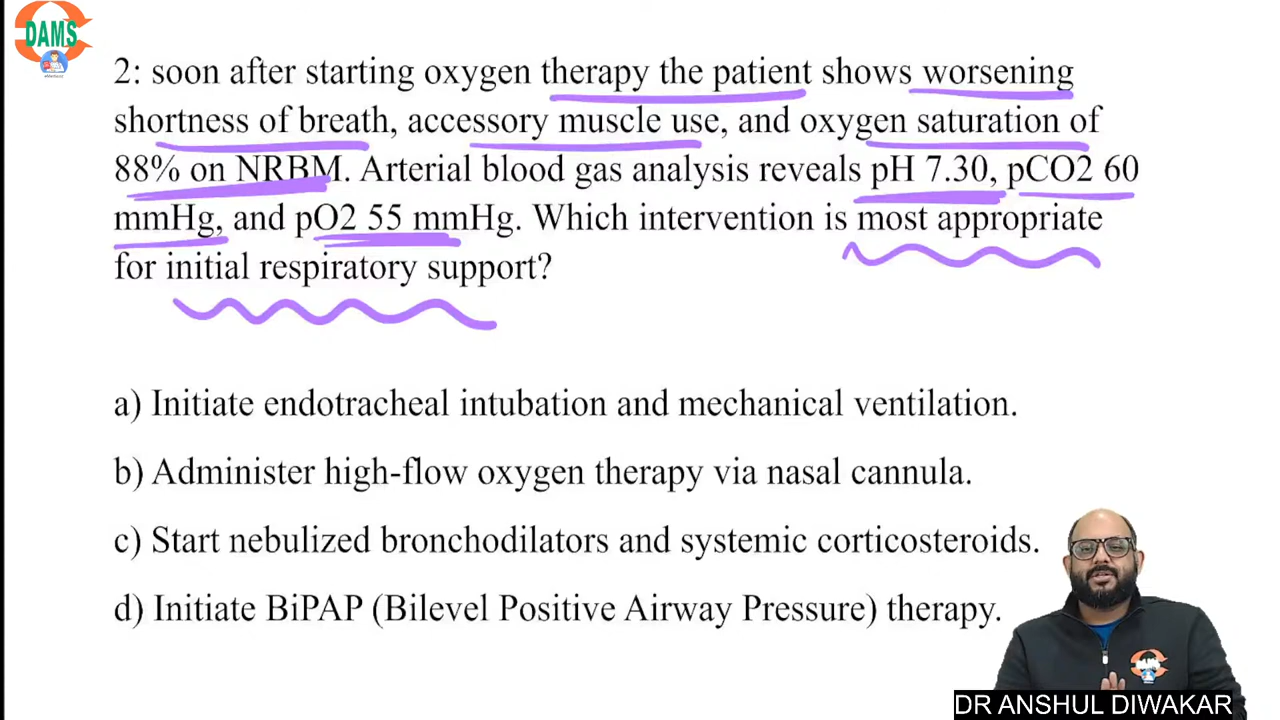 DAMS
2: soon after starting oxygen therapy the patient shows worsening
shortness of breath, accessory muscle use, and oxygen saturation of
88% on NRBM. Arterial blood gas analysis reveals pH 7.30, pCO2 60
mmHg, and pO2 55 mmHg. Which intervention is most appropriate
for initial respiratory support?
a) Initiate endotracheal intubation and mechanical ventilation.
b) Administer high-flow oxygen therapy via nasal cannula.
c) Start nebulized bronchodilators and systemic corticosteroids.
d) Initiate BiPAP (Bilevel Positive Airway Pressure) therapy.
DR ANSHUL DIWAKAR